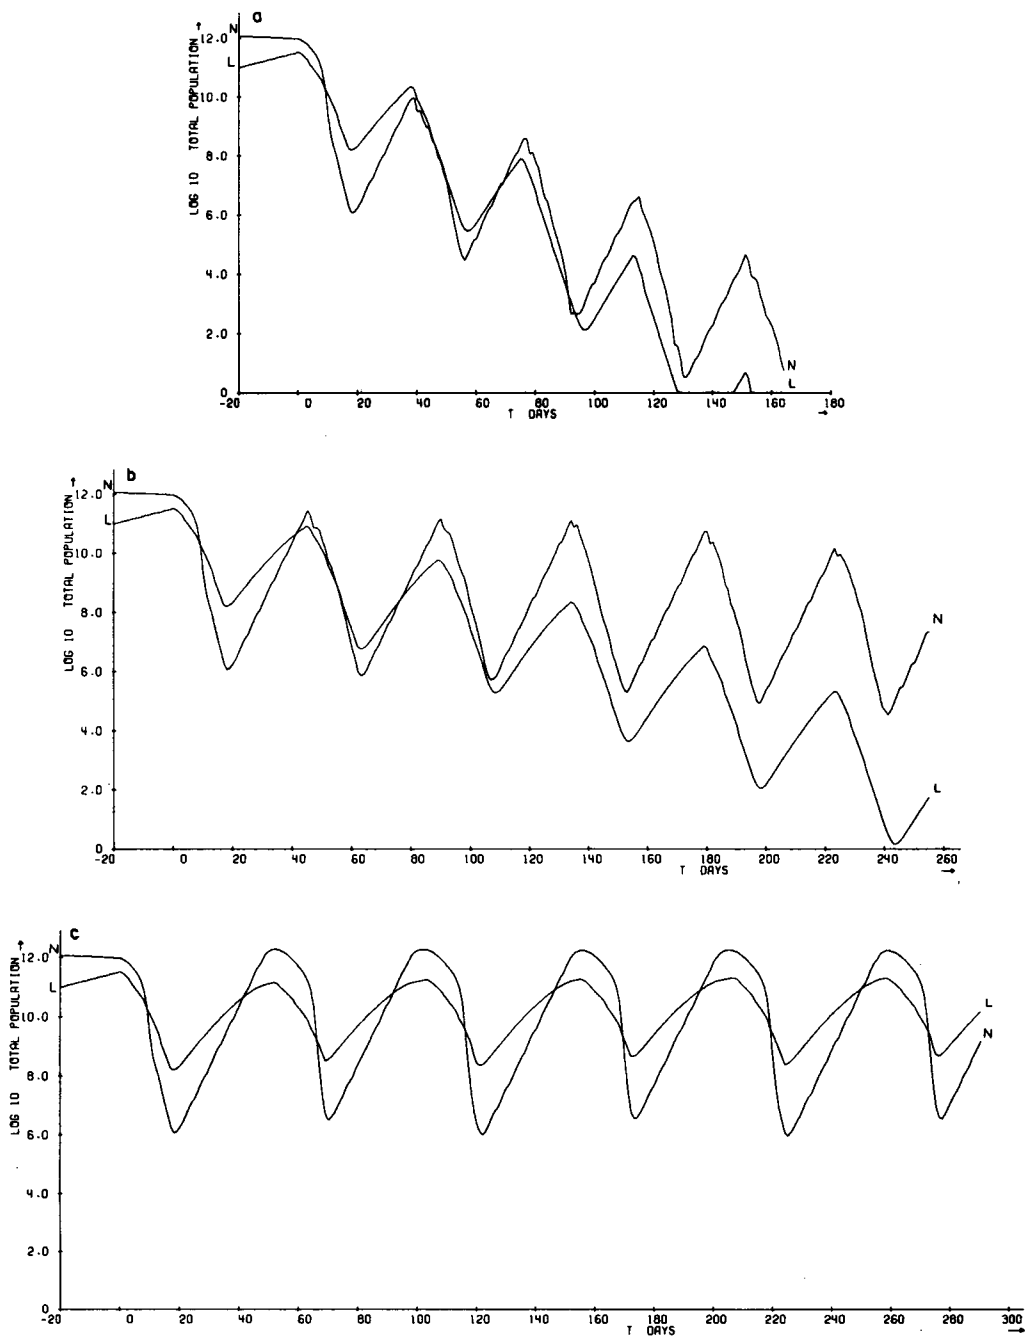 a
N
L
LOG 10 TOTAL POPULATION →
12.0
10.0
8.0
6.0
4.0
2.0
0
N
L
-20 0 20 40 60 80 100 120 140 160 180
T DAYS →
b
N
L
LOG 10 TOTAL POPULATION →
12.0
10.0
8.0
6.0
4.0
2.0
0
N
L
-20 0 20 40 60 80 100 120 140 160 180 200 220 240 260
T DAYS →
c
N
L
LOG 10 TOTAL POPULATION →
12.0
10.0
8.0
6.0
4.0
2.0
0
L
N
-20 0 20 40 60 80 100 120 140 160 180 200 220 240 260 280 300
T DAYS →